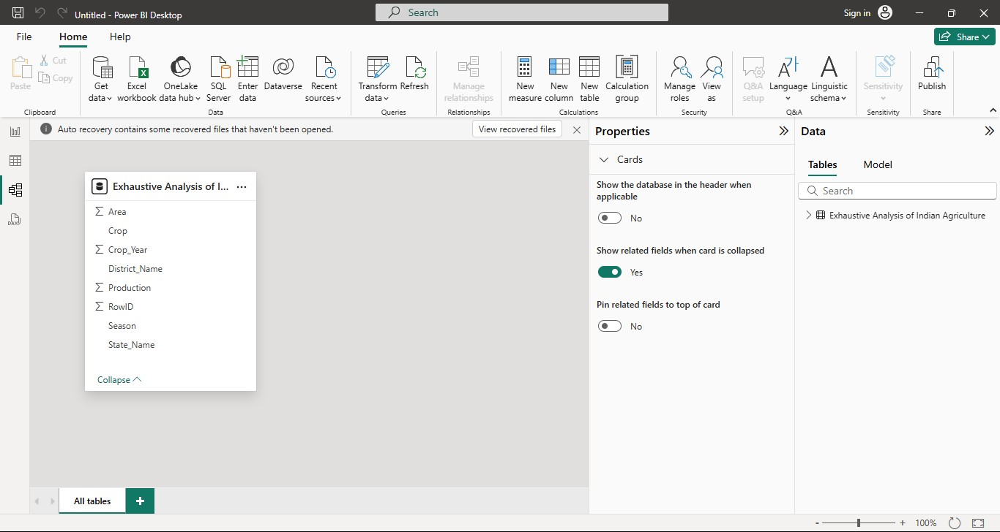 Untitled - Power BI Desktop
Search
Sign in
File
Home
Help
Share
Paste
Cut
Copy
Clipboard
Get data
Excel workbook
OneLake data hub
SQL Server
Enter data
Dataverse
Recent sources
Data
Transform data
Refresh
Queries
Manage relationships
Relationships
New measure
New column
New table
Calculation group
Calculations
Manage roles
View as
Security
Q&A setup
Language
Linguistic schema
Q&A
Sensitivity
Sensitivity
Publish
Share
Auto recovery contains some recovered files that haven't been opened.
View recovered files
Exhaustive Analysis of I...
Σ Area
Crop
Σ Crop_Year
District_Name
Σ Production
Σ RowID
Season
State_Name
Collapse
All tables
+
Properties
Cards
Show the database in the header when
applicable
No
Show related fields when card is collapsed
Yes
Pin related fields to top of card
No
Data
Tables
Model
Search
Exhaustive Analysis of Indian Agriculture
DAX
- + 100%